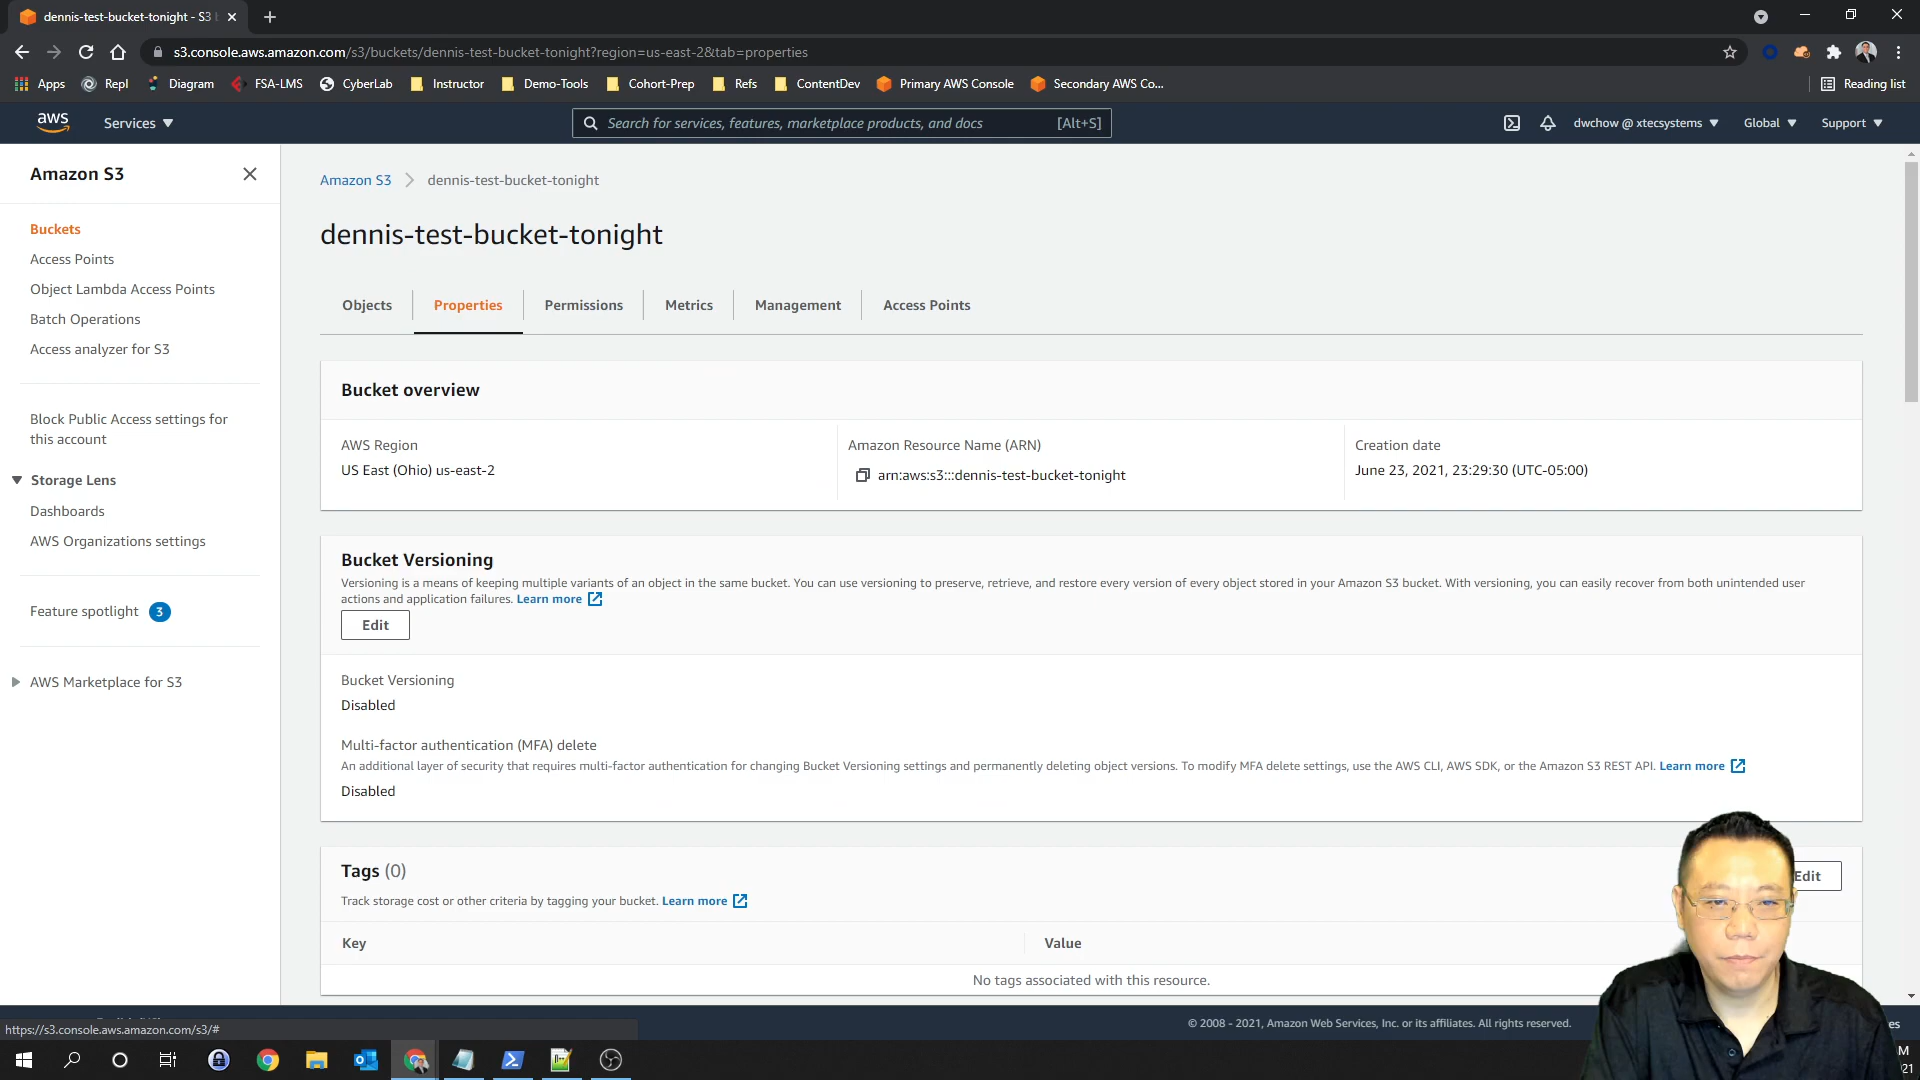 dennis-test-bucket-tonight - S3
s3.console.aws.amazon.com/s3/buckets/dennis-test-bucket-tonight?region=us-east-2&tab=properties
Apps Repl Diagram FSA-LMS CyberLab Instructor Demo-Tools Cohort-Prep Refs ContentDev Primary AWS Console Secondary AWS Co... Reading list
aws Services Search for services, features, marketplace products, and docs [Alt+S] dwchow @ xtecsystems Global Support
Amazon S3
Buckets
Access Points
Object Lambda Access Points
Batch Operations
Access analyzer for S3
Block Public Access settings for
this account
Storage Lens
Dashboards
AWS Organizations settings
Feature spotlight 3
AWS Marketplace for S3
Amazon S3 dennis-test-bucket-tonight
dennis-test-bucket-tonight
Objects Properties Permissions Metrics Management Access Points
Bucket overview
AWS Region
US East (Ohio) us-east-2
Amazon Resource Name (ARN)
arn:aws:s3:::dennis-test-bucket-tonight
Creation date
June 23, 2021, 23:29:30 (UTC-05:00)
Bucket Versioning
Versioning is a means of keeping multiple variants of an object in the same bucket. You can use versioning to preserve, retrieve, and restore every version of every object stored in your Amazon S3 bucket. With versioning, you can easily recover from both unintended user
actions and application failures. Learn more
Edit
Bucket Versioning
Disabled
Multi-factor authentication (MFA) delete
An additional layer of security that requires multi-factor authentication for changing Bucket Versioning settings and permanently deleting object versions. To modify MFA delete settings, use the AWS CLI, AWS SDK, or the Amazon S3 REST API. Learn more
Disabled
Tags (0)
Edit
Track storage cost or other criteria by tagging your bucket. Learn more
Key Value
No tags associated with this resource.
https://s3.console.aws.amazon.com/s3/#
© 2008 - 2021, Amazon Web Services, Inc. or its affiliates. All rights reserved.